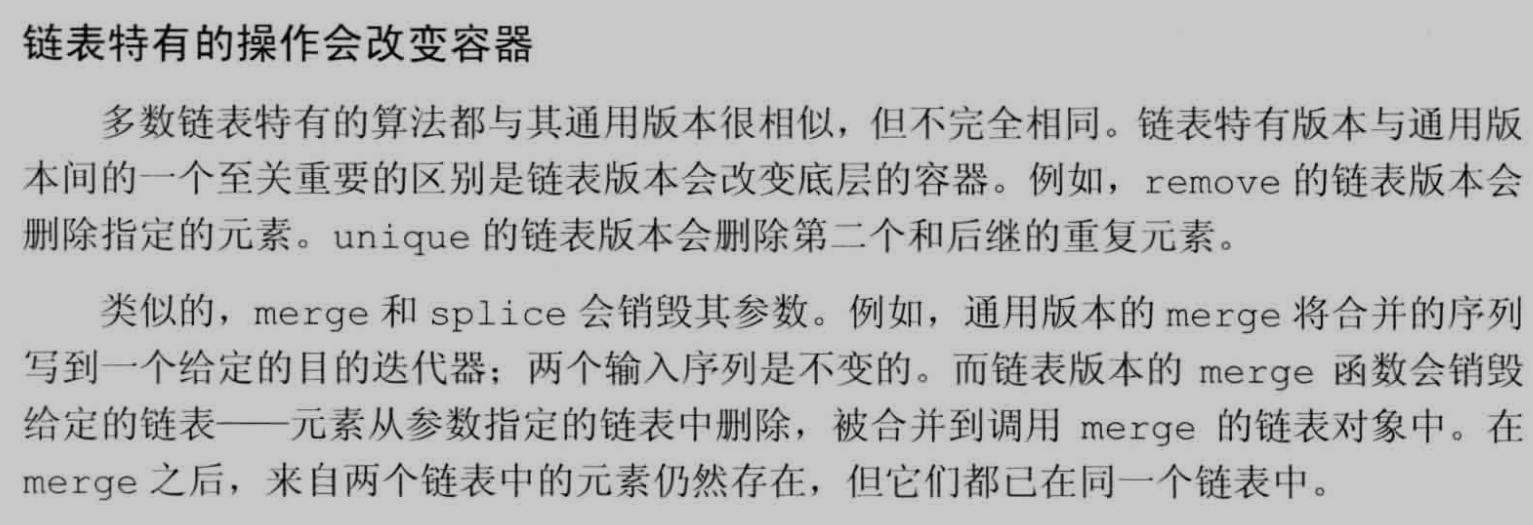 链表特有的操作会改变容器
多数链表特有的算法都与其通用版本很相似，但不完全相同。链表特有版本与通用版
本间的一个至关重要的区别是链表版本会改变底层的容器。例如，remove 的链表版本会
删除指定的元素。unique 的链表版本会删除第二个和后继的重复元素。
类似的，merge 和 splice 会销毁其参数。例如，通用版本的 merge 将合并的序列
写到一个给定的目的迭代器；两个输入序列是不变的。而链表版本的 merge 函数会销毁
给定的链表——元素从参数指定的链表中删除，被合并到调用 merge 的链表对象中。在
merge 之后，来自两个链表中的元素仍然存在，但它们都已在同一个链表中。